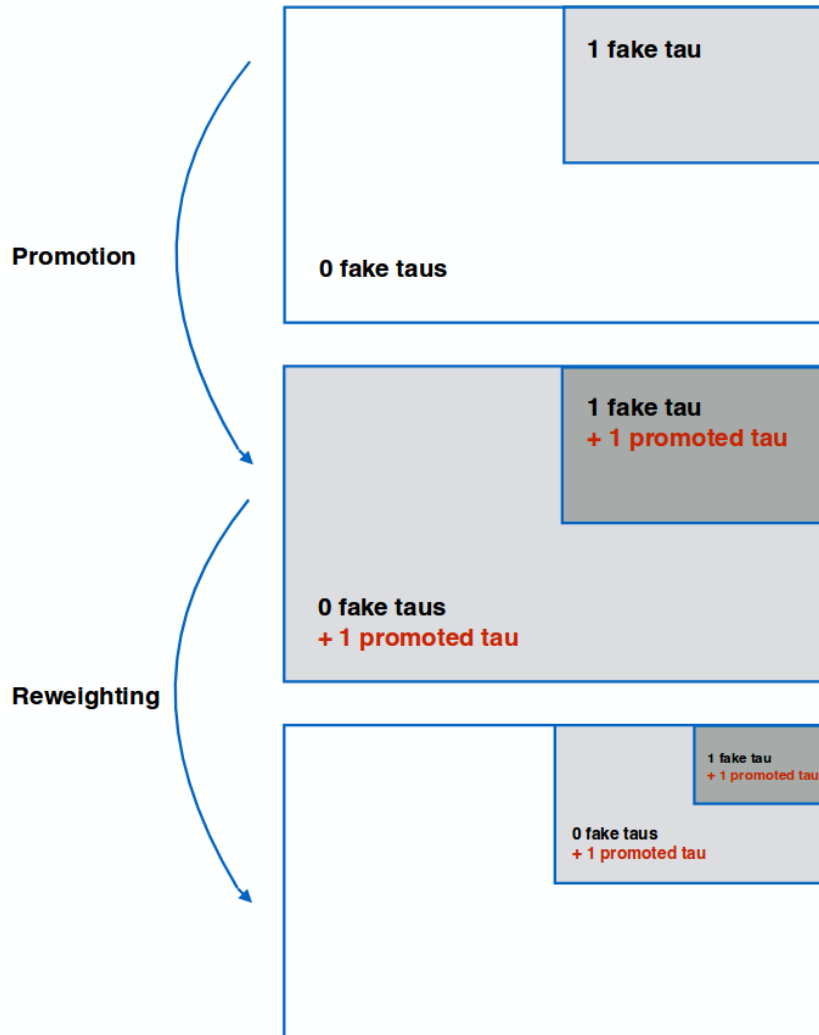 1 fake tau
Promotion
0 fake taus
1 fake tau
+ 1 promoted tau
0 fake taus
+ 1 promoted tau
Reweighting
1 fake tau
+ 1 promoted tau
0 fake taus
+ 1 promoted tau